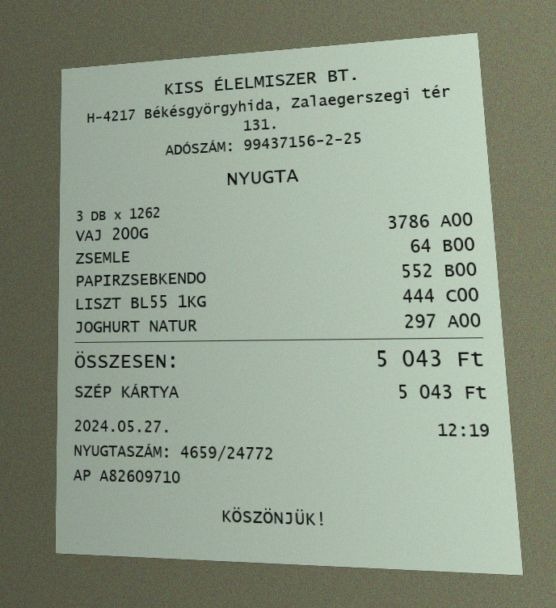 KISS ÉLELMISZER BT.
H-4217 Békésgyörgyhida, Zalaegerszegi tér
131.
ADÓSZÁM: 99437156-2-25
NYUGTA
3 DB x 1262
VAJ 200G 3786 A00
ZSEMLE 64 B00
PAPIRZSEBKENDO 552 B00
LISZT BL55 1KG 444 C00
JOGHURT NATUR 297 A00
ÖSSZESEN: 5 043 Ft
SZÉP KÁRTYA 5 043 Ft
2024.05.27. 12:19
NYUGTASZÁM: 4659/24772
AP A82609710
KÖSZÖNJÜK!